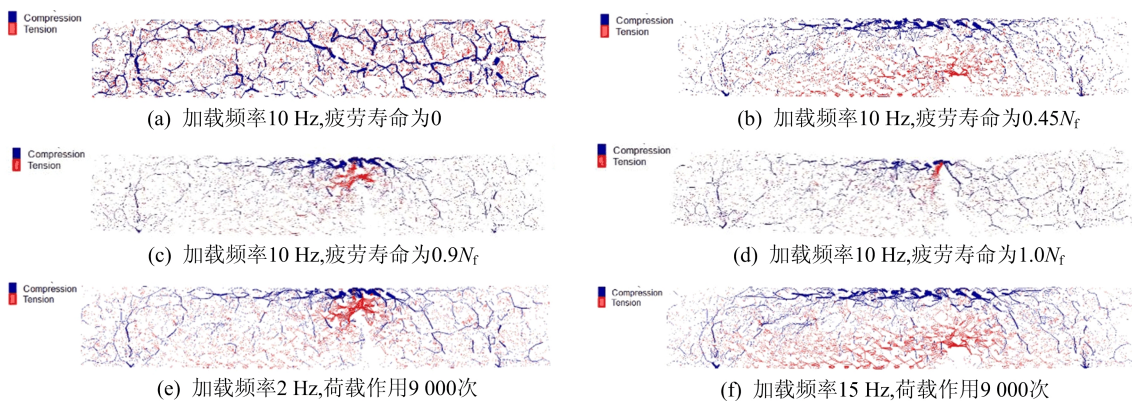 Compression
Tension
(a) 加载频率10 Hz,疲劳寿命为0
Compression
Tension
(b) 加载频率10 Hz,疲劳寿命为0.45Nf
Compression
Tension
(c) 加载频率10 Hz,疲劳寿命为0.9Nf
Compression
Tension
(d) 加载频率10 Hz,疲劳寿命为1.0Nf
Compression
Tension
(e) 加载频率2 Hz,荷载作用9 000次
Compression
Tension
(f) 加载频率15 Hz,荷载作用9 000次